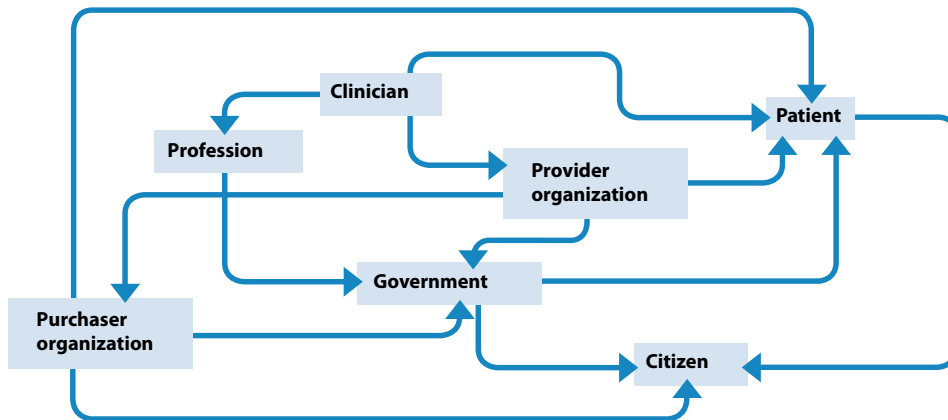 Clinician
Patient
Profession
Provider
organization
Government
Purchaser
organization
Citizen